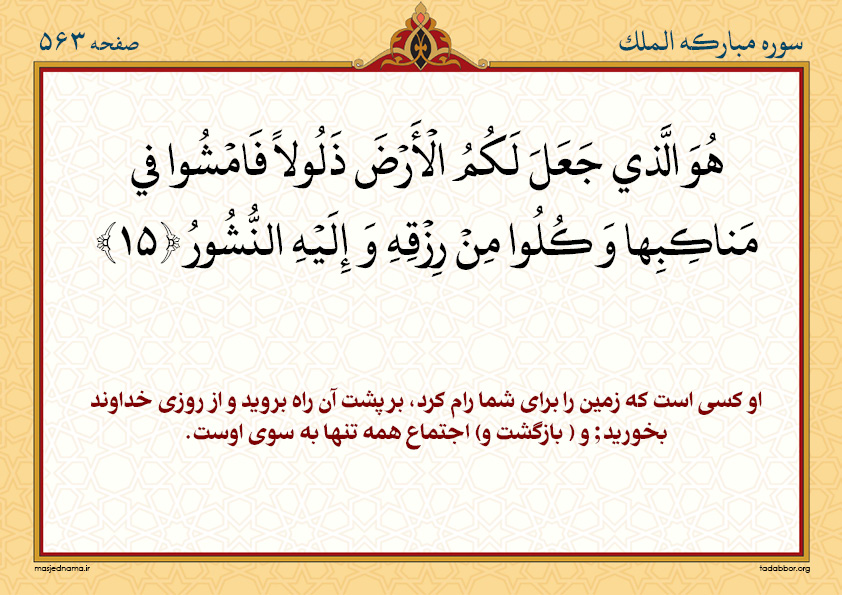 سوره مبارکه الملك
صفحه ۵۶۳
هُوَ الَّذي جَعَلَ لَكُمُ الْأَرْضَ ذَلُولاً فَامْشُوا في
مَناكِبِها وَ كُلُوا مِنْ رِزْقِهِ وَ إِلَيْهِ النُّشُورُ ﴿۱۵﴾
او کسی است که زمین را برای شما رام کرد، بر پشت آن راه بروید و از روزی خداوند
بخورید; و ( بازگشت و) اجتماع همه تنها به سوی اوست.
masjednama.ir
tadabbor.org